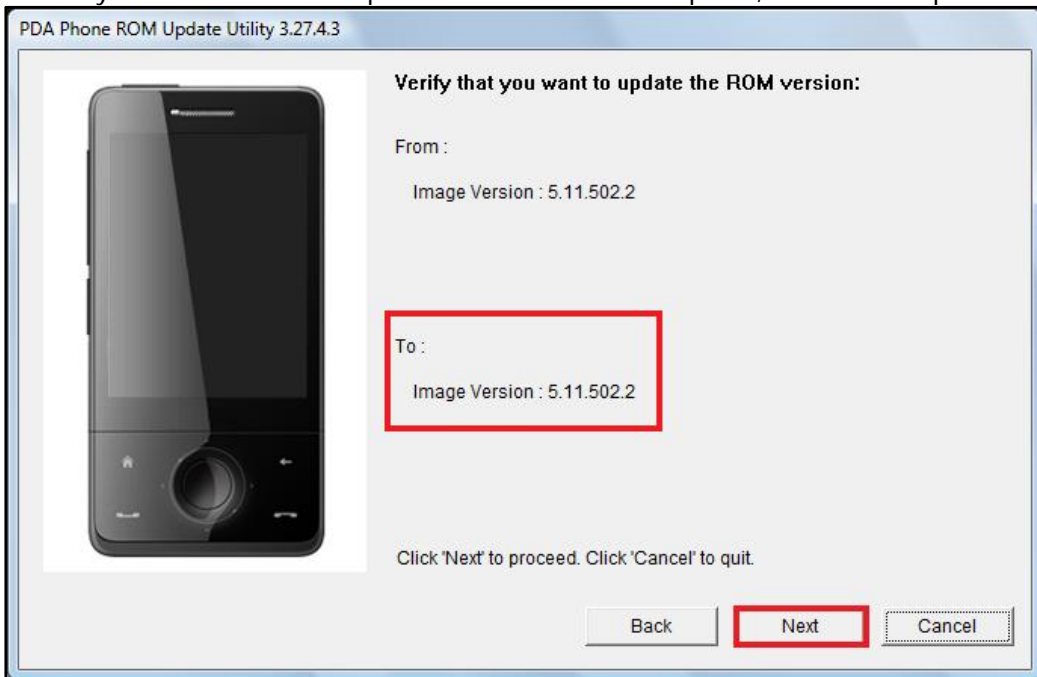 PDA Phone ROM Update Utility 3.27.4.3
Verify that you want to update the ROM version:
From :
Image Version : 5.11.502.2
To :
Image Version : 5.11.502.2
Click 'Next' to proceed. Click 'Cancel' to quit.
Back
Next
Cancel